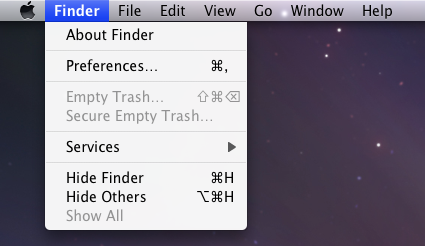 Finder File Edit View Go Window Help
About Finder
Preferences... ⌘,
Empty Trash... ⇧⌘⌫
Secure Empty Trash...
Services ▶
Hide Finder ⌘H
Hide Others ⌥⌘H
Show All